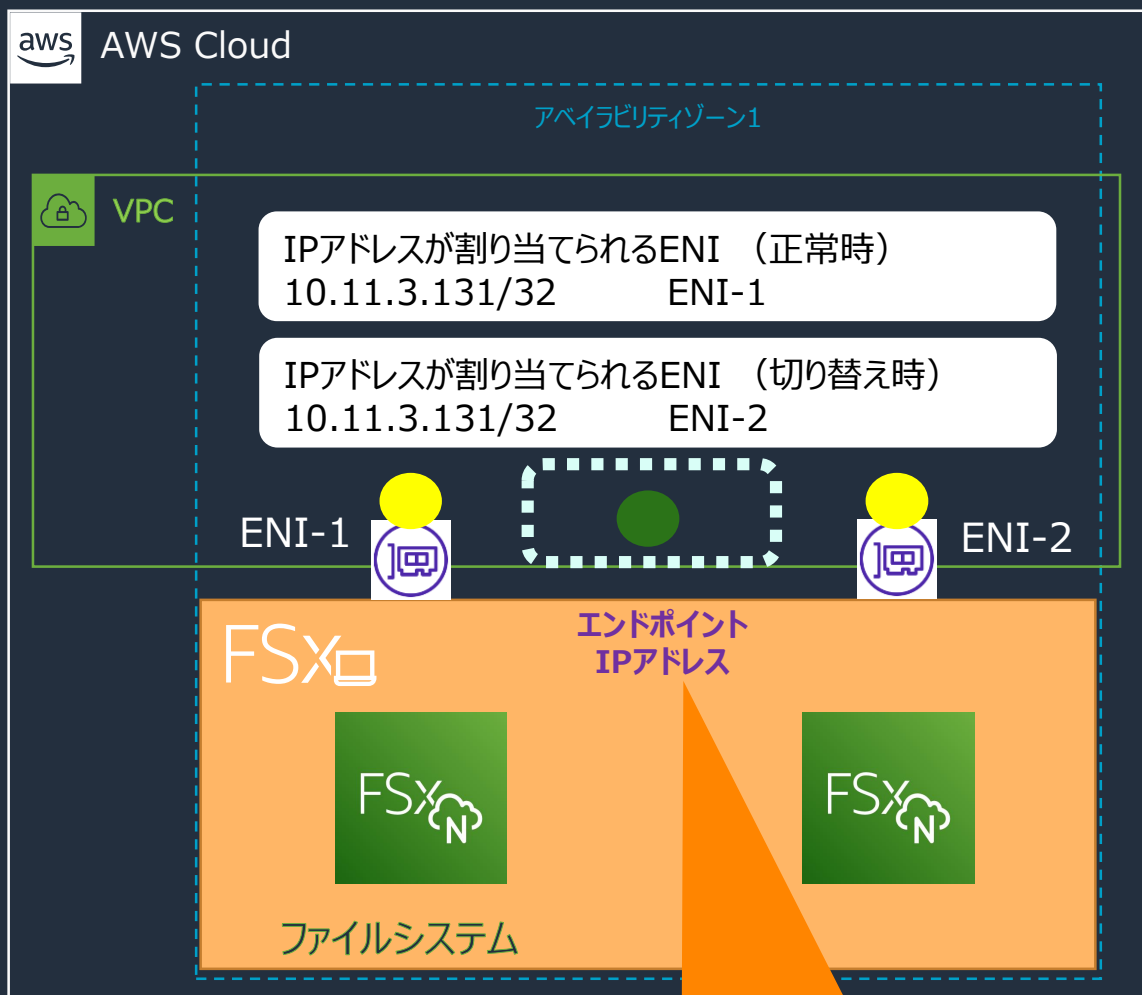 aws
AWS Cloud
アベイラビリティゾーン1
VPC
IPアドレスが割り当てられるENI （正常時）
10.11.3.131/32 ENI-1
IPアドレスが割り当てられるENI （切り替え時）
10.11.3.131/32 ENI-2
ENI-1
ENI-2
エンドポイント
IPアドレス
FSx
FSx
N
FSx
N
ファイルシステム